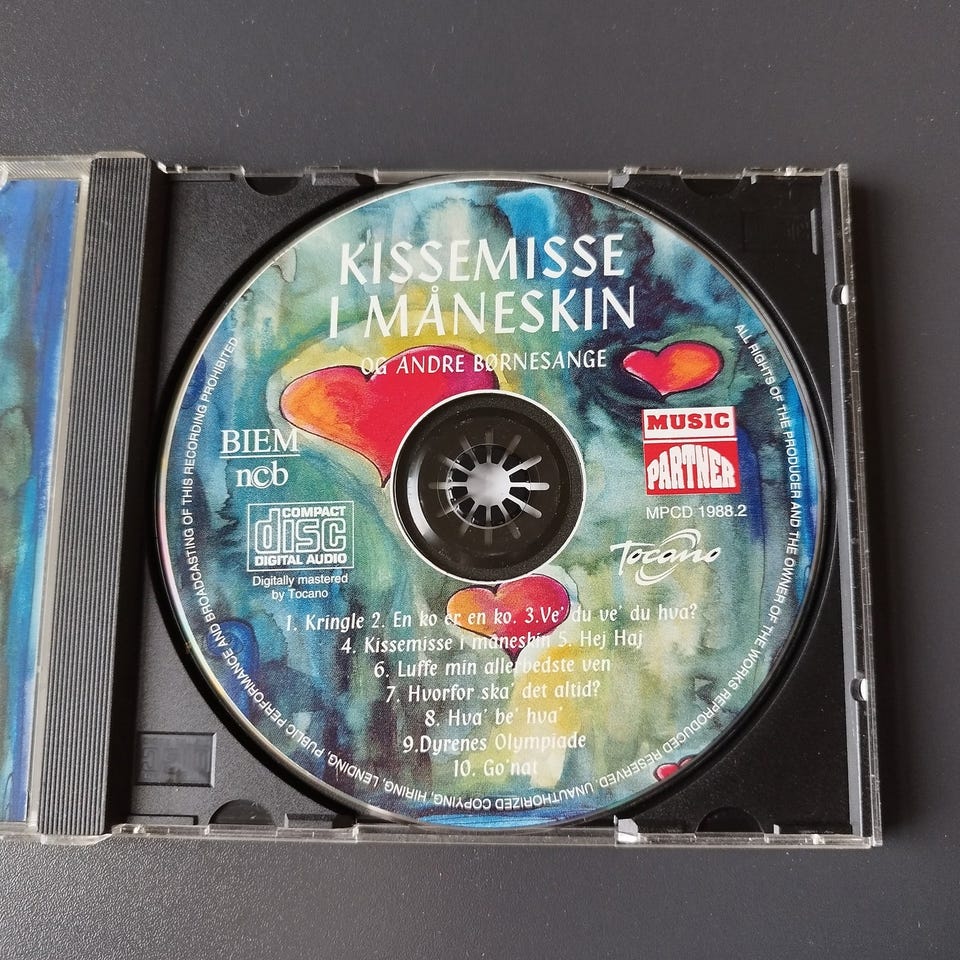 KISSEMISSE
I MÅNESKIN
OG ANDRE BØRNESANGE
BIEM
ncb
COMPACT
disc
DIGITAL AUDIO
Digitally mastered
by Tocano
MUSIC
PARTNER
MPCD 1988.2
Tocano
1. Kringle 2. En ko er en ko. 3.Ve' du ve' du hva?
4. Kissemisse i måneskin 5. Hej Haj
6. Luffe min allerbedste ven
7. Hvorfor ska' det altid?
8. Hva' be' hva'
9.Dyrenes Olympiade
10. Go'nat
ALL RIGHTS OF THE PRODUCER AND THE OWNER OF THE WORKS REPRODUCED RESERVED. UNAUTHORIZED COPYING, HIRING, LENDING, PUBLIC PERFORMANCE AND BROADCASTING OF THIS RECORDING PROHIBITED